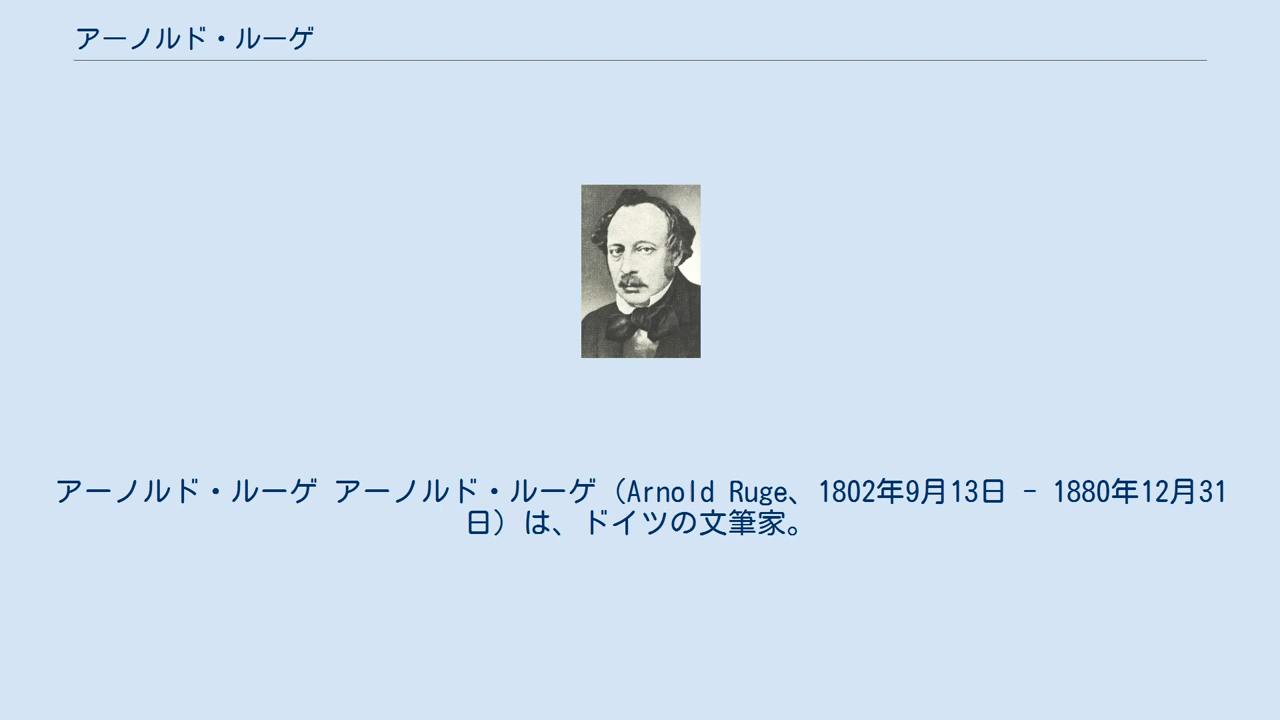 アーノルド・ルーゲ
アーノルド・ルーゲ アーノルド・ルーゲ（Arnold Ruge、1802年9月13日 - 1880年12月31
日）は、ドイツの文筆家。